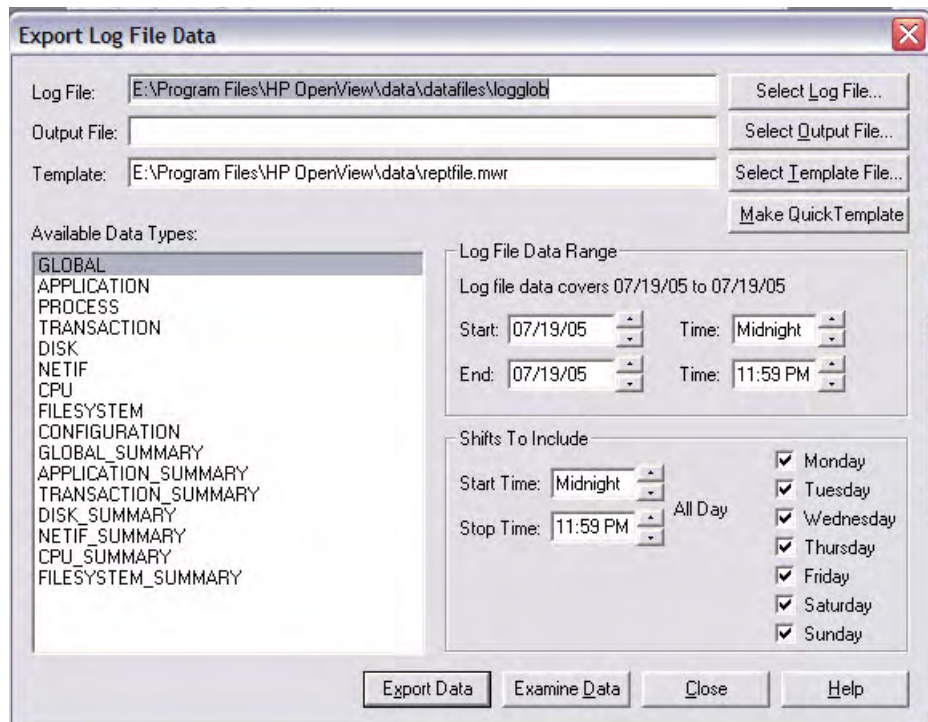 Export Log File Data
Log File: E:\Program Files\HP OpenView\data\datafiles\logglob Select Log File...
Output File: Select Output File...
Template: E:\Program Files\HP OpenView\data\reptfile.mwr Select Template File...
Make QuickTemplate
Available Data Types:
GLOBAL
APPLICATION
PROCESS
TRANSACTION
DISK
NETIF
CPU
FILESYSTEM
CONFIGURATION
GLOBAL_SUMMARY
APPLICATION_SUMMARY
TRANSACTION_SUMMARY
DISK_SUMMARY
NETIF_SUMMARY
CPU_SUMMARY
FILESYSTEM_SUMMARY
Log File Data Range
Log file data covers 07/19/05 to 07/19/05
Start: 07/19/05 Time: Midnight
End: 07/19/05 Time: 11:59 PM
Shifts To Include
Start Time: Midnight
Stop Time: 11:59 PM
All Day
Monday
Tuesday
Wednesday
Thursday
Friday
Saturday
Sunday
Export Data Examine Data Close Help